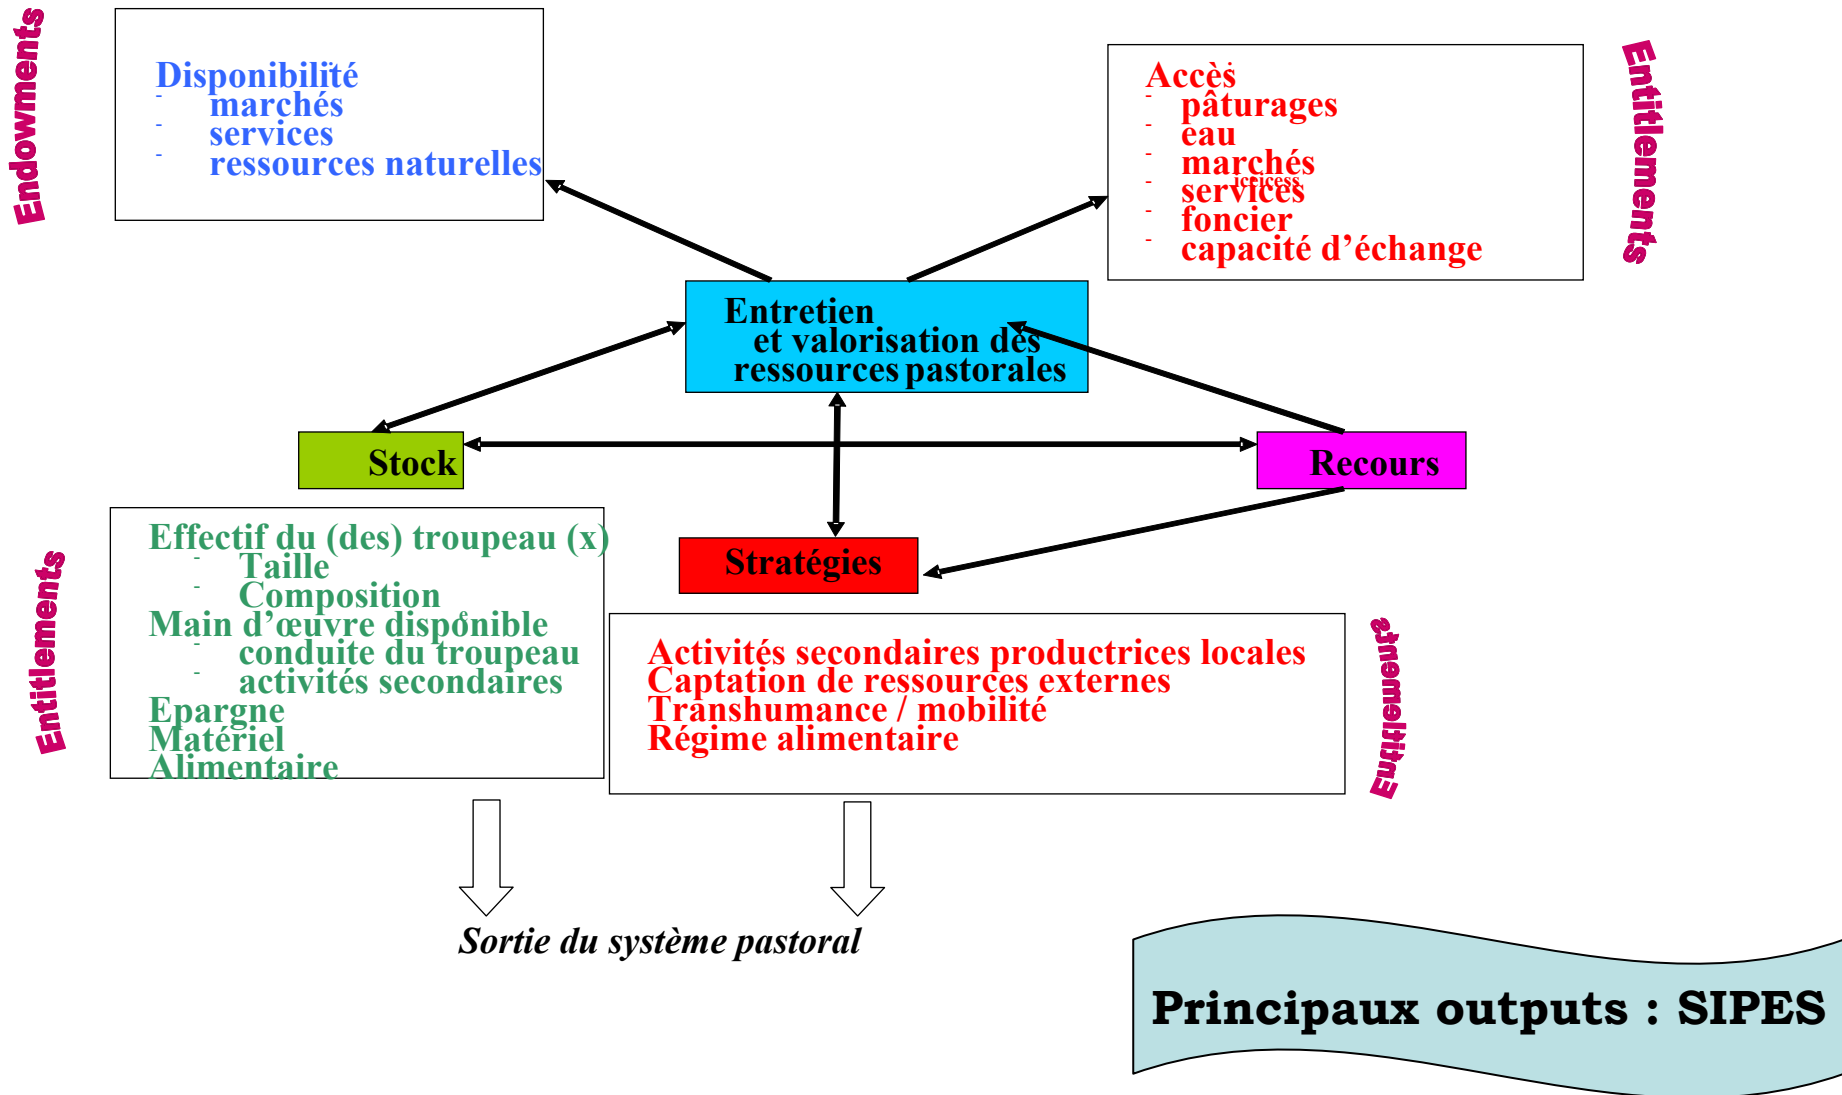 Endowments
Disponibilité
- marchés
- services
- ressources naturelles
Accès
- pâturages
- eau
- marchés
- services
- foncier
- capacité d’échange
Entitlements
Entretien
et valorisation des
ressources pastorales
Stock
Recours
Stratégies
Entitlements
Effectif du (des) troupeau (x)
- Taille
- Composition
Main d’œuvre disponible
- conduite du troupeau
- activités secondaires
Epargne
Matériel
Alimentaire
Activités secondaires productrices locales
Captation de ressources externes
Transhumance / mobilité
Régime alimentaire
Entitlements
Sortie du système pastoral
Principaux outputs : SIPES